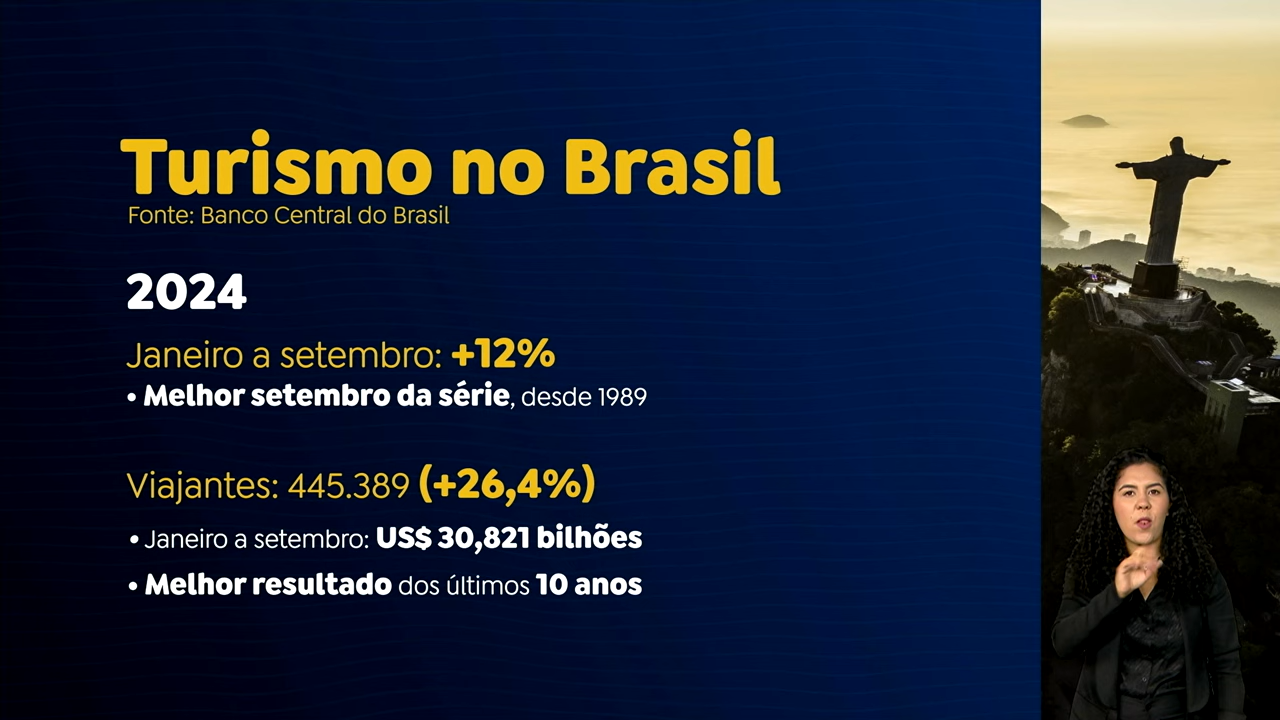 Turismo no Brasil
Fonte: Banco Central do Brasil
2024
Janeiro a setembro: +12%
• Melhor setembro da série, desde 1989
Viajantes: 445.389 (+26,4%)
• Janeiro a setembro: US$ 30,821 bilhões
• Melhor resultado dos últimos 10 anos